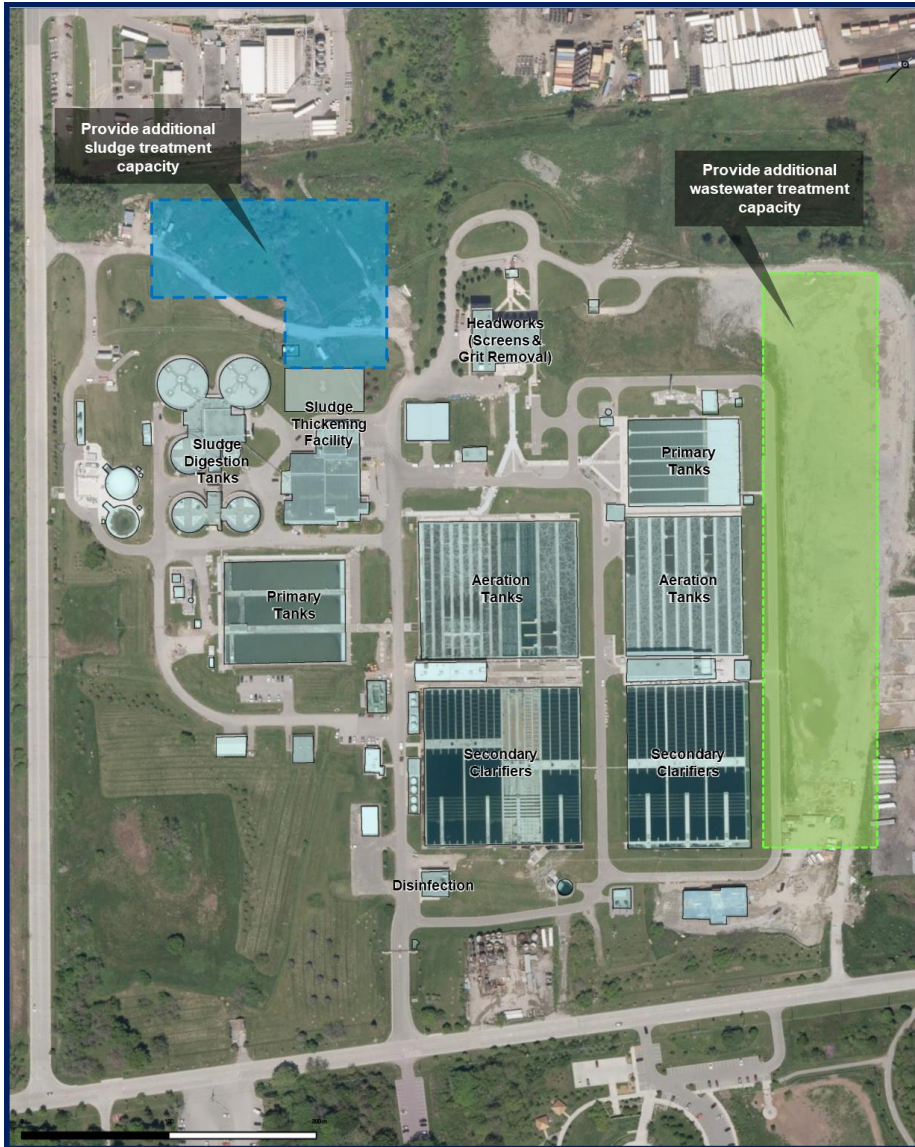 Provide additional
sludge treatment
capacity
Provide additional
wastewater treatment
capacity
Headworks
(Screens &
Grit Removal)
Sludge
Thickening
Facility
Sludge
Digestion
Tanks
Primary
Tanks
Primary
Tanks
Aeration
Tanks
Aeration
Tanks
Secondary
Clarifiers
Secondary
Clarifiers
Disinfection